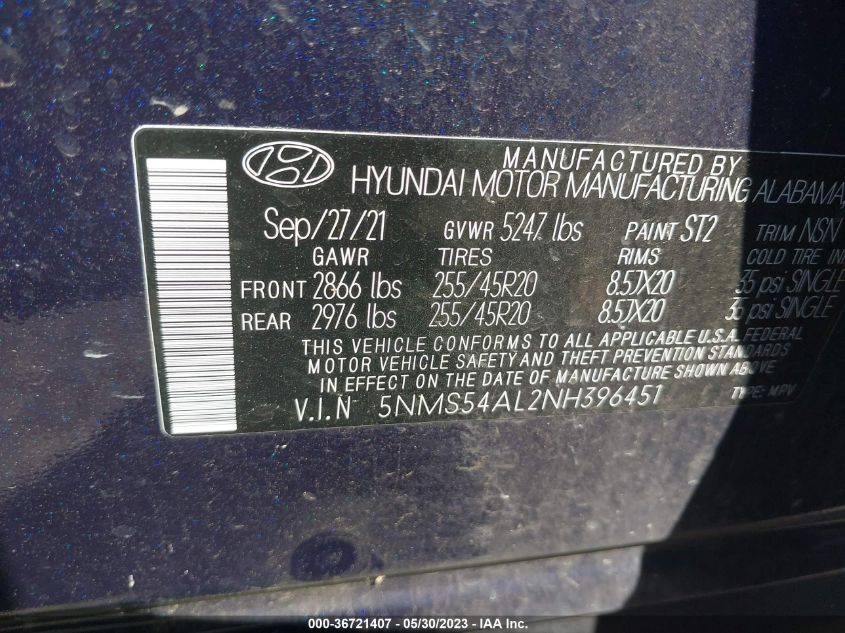 MANUFACTURED BY
HYUNDAI MOTOR MANUFACTURING ALABAMA,
Sep/27/21 GVWR 5247 lbs PAINT ST2 TRIM NSN
GAWR TIRES RIMS COLD TIRE
FRONT 2866 lbs 255/45R20 8.5JX20 35 psi SINGLE
REAR 2976 lbs 255/45R20 8.5JX20 35 psi SINGLE
THIS VEHICLE CONFORMS TO ALL APPLICABLE U.S.A. FEDERAL
MOTOR VEHICLE SAFETY AND THEFT PREVENTION STANDARDS
IN EFFECT ON THE DATE OF MANUFACTURE SHOWN ABOVE
V.I.N 5NMS54AL2NH396451 TYPE: MPV
000-36721407 - 05/30/2023 - IAA Inc.